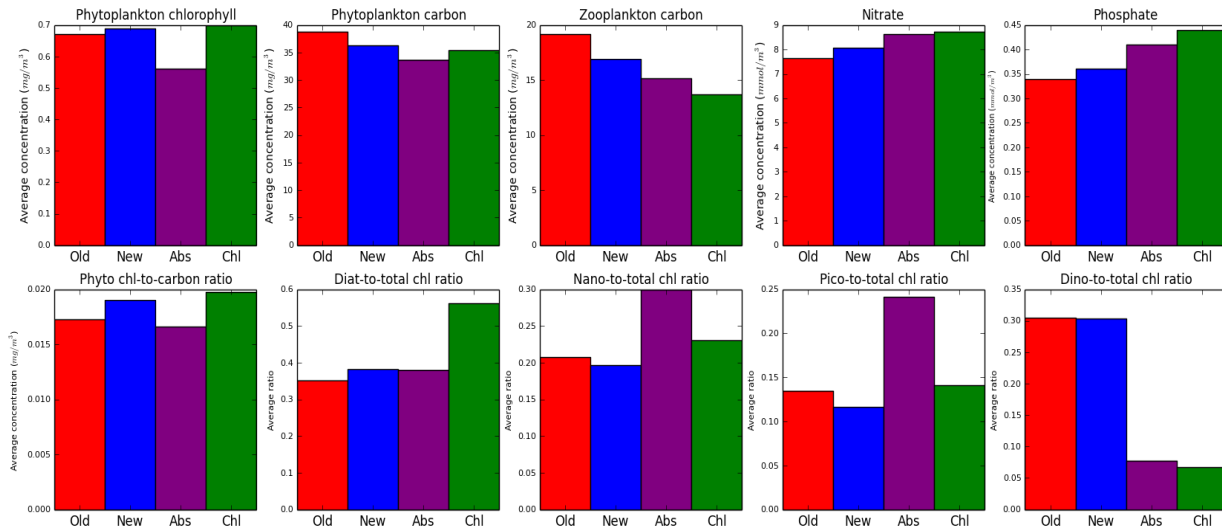 Phytoplankton chlorophyll
Average concentration (mg/m³)
0.7
0.6
0.5
0.4
0.3
0.2
0.1
0.0
Old New Abs Chl
Phytoplankton carbon
Average concentration (mg/m³)
40
35
30
25
20
15
10
5
0
Old New Abs Chl
Zooplankton carbon
Average concentration (mg/m³)
20
15
10
5
0
Old New Abs Chl
Nitrate
Average concentration (mmol/m³)
9
8
7
6
5
4
3
2
1
0
Old New Abs Chl
Phosphate
Average concentration (mmol/m³)
0.45
0.40
0.35
0.30
0.25
0.20
0.15
0.10
0.05
0.00
Old New Abs Chl
Phyto chl-to-carbon ratio
Average concentration (mg/m³)
0.020
0.015
0.010
0.005
0.000
Old New Abs Chl
Diat-to-total chl ratio
Average ratio
0.6
0.5
0.4
0.3
0.2
0.1
0.0
Old New Abs Chl
Nano-to-total chl ratio
Average ratio
0.30
0.25
0.20
0.15
0.10
0.05
0.00
Old New Abs Chl
Pico-to-total chl ratio
Average ratio
0.25
0.20
0.15
0.10
0.05
0.00
Old New Abs Chl
Dino-to-total chl ratio
Average ratio
0.35
0.30
0.25
0.20
0.15
0.10
0.05
0.00
Old New Abs Chl